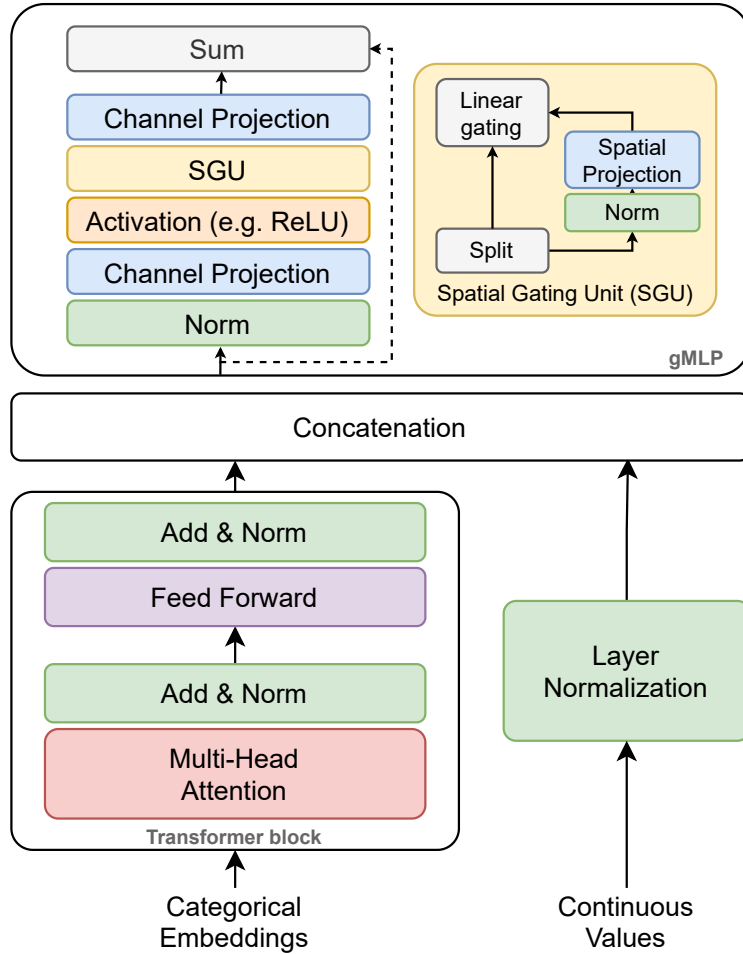 Sum
Channel Projection
SGU
Activation (e.g. ReLU)
Channel Projection
Norm
Linear
gating
Spatial
Projection
Norm
Split
Spatial Gating Unit (SGU)
gMLP
Concatenation
Add & Norm
Feed Forward
Add & Norm
Multi-Head
Attention
Transformer block
Layer
Normalization
Categorical
Embeddings
Continuous
Values